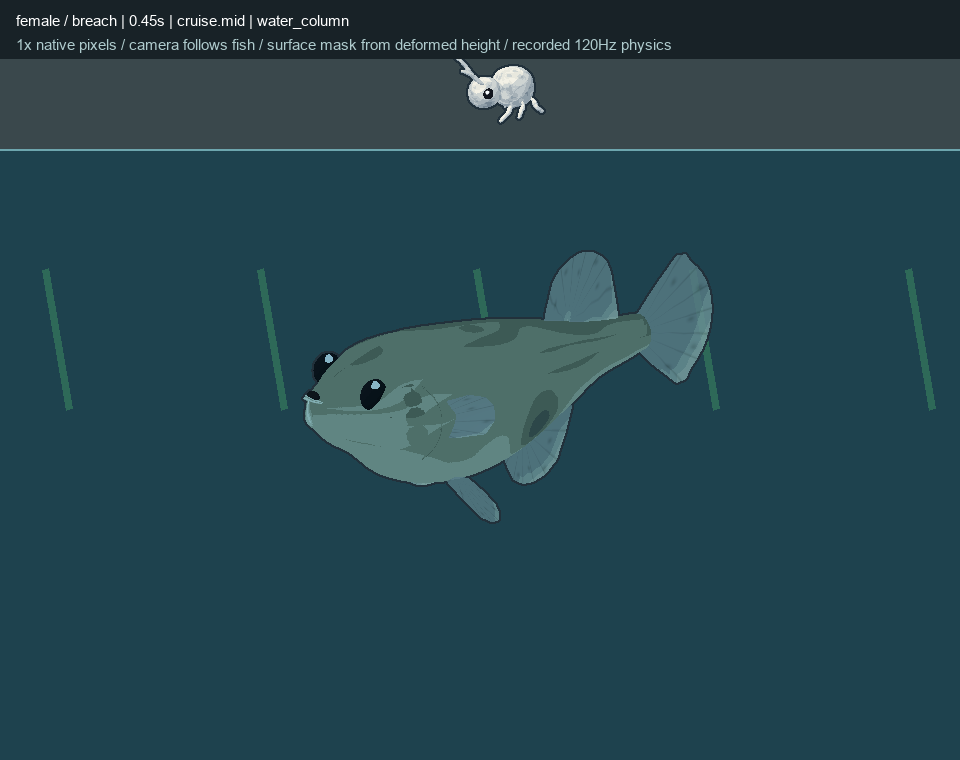 female / breach | 0.45s | cruise.mid | water_column
1x native pixels / camera follows fish / surface mask from deformed height / recorded 120Hz physics